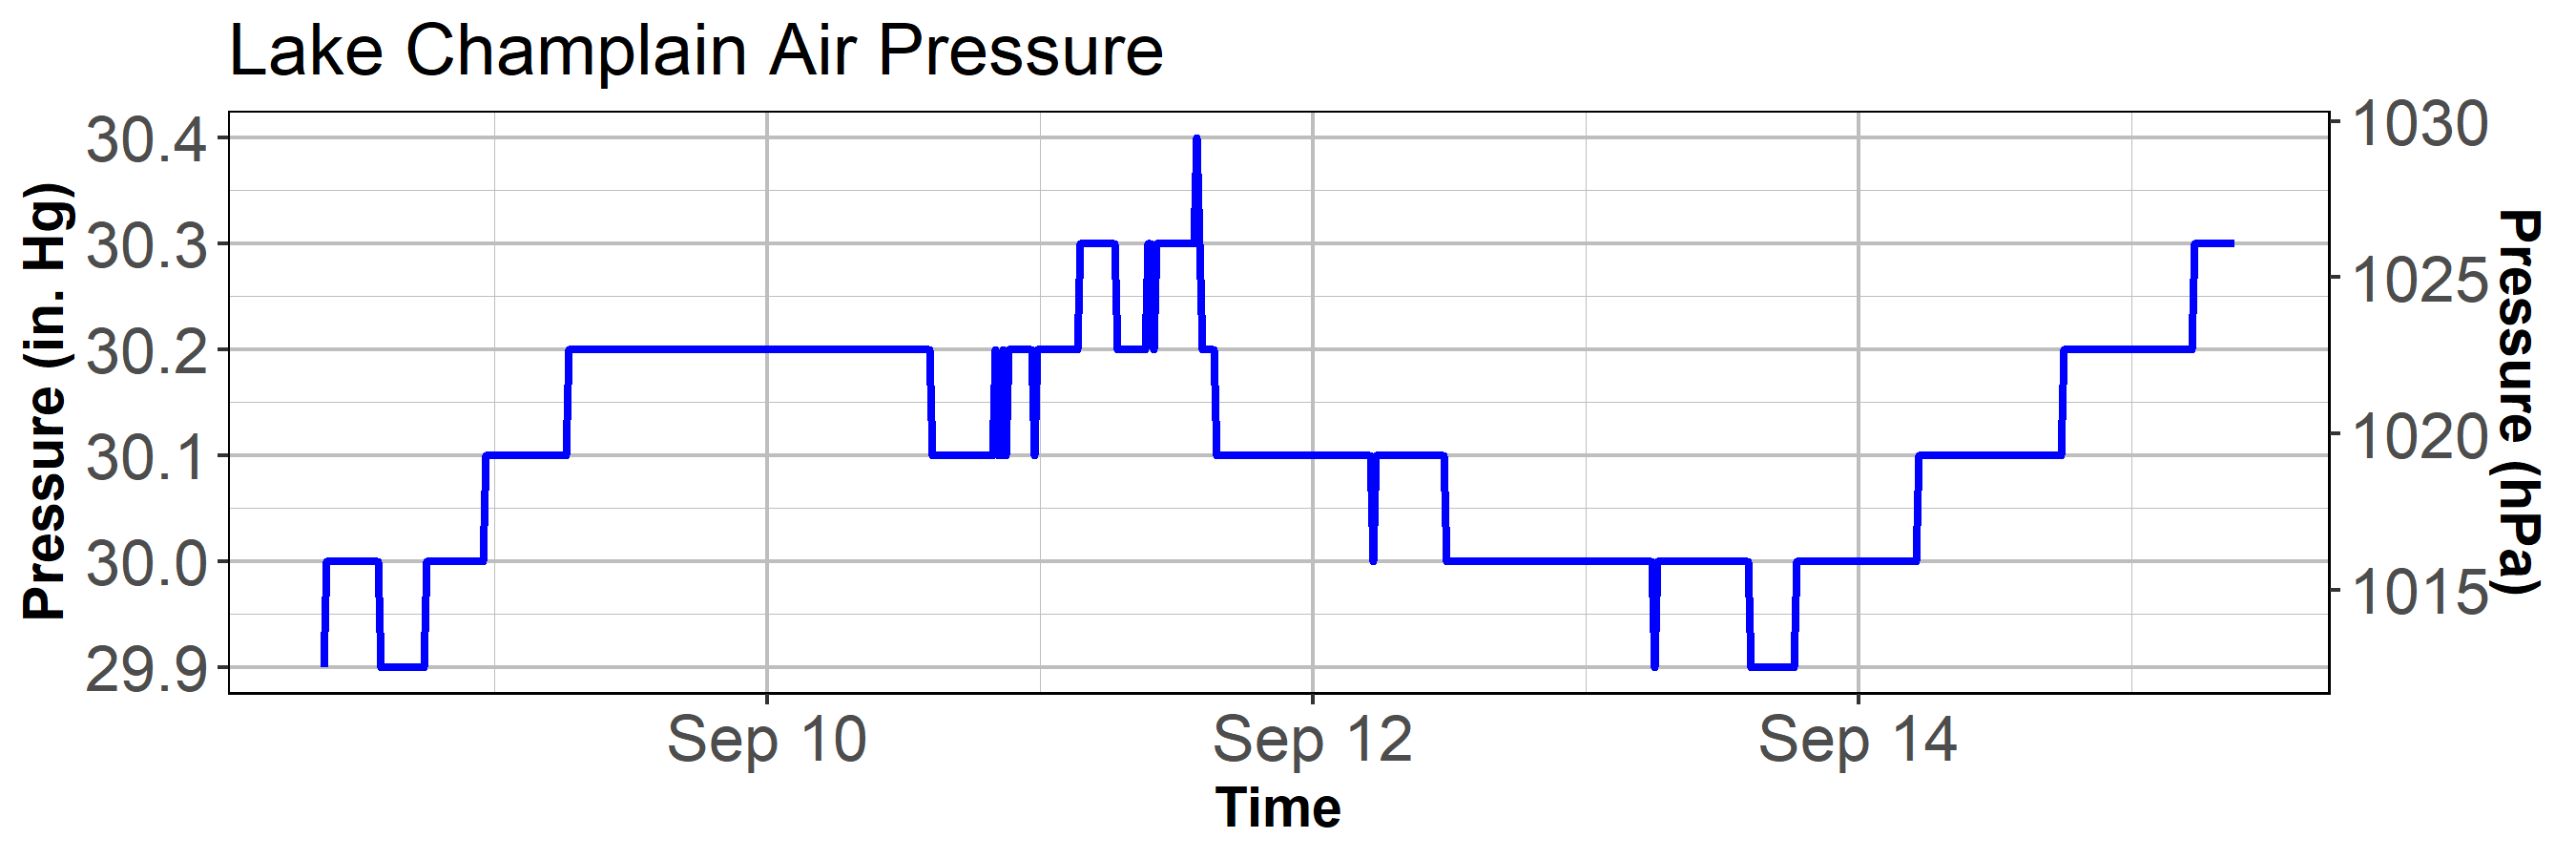 Lake Champlain Air Pressure
Pressure (in. Hg)
30.4
30.3
30.2
30.1
30.0
29.9
1030
1025
1020
1015
Pressure (hPa)
Sep 10
Sep 12
Sep 14
Time